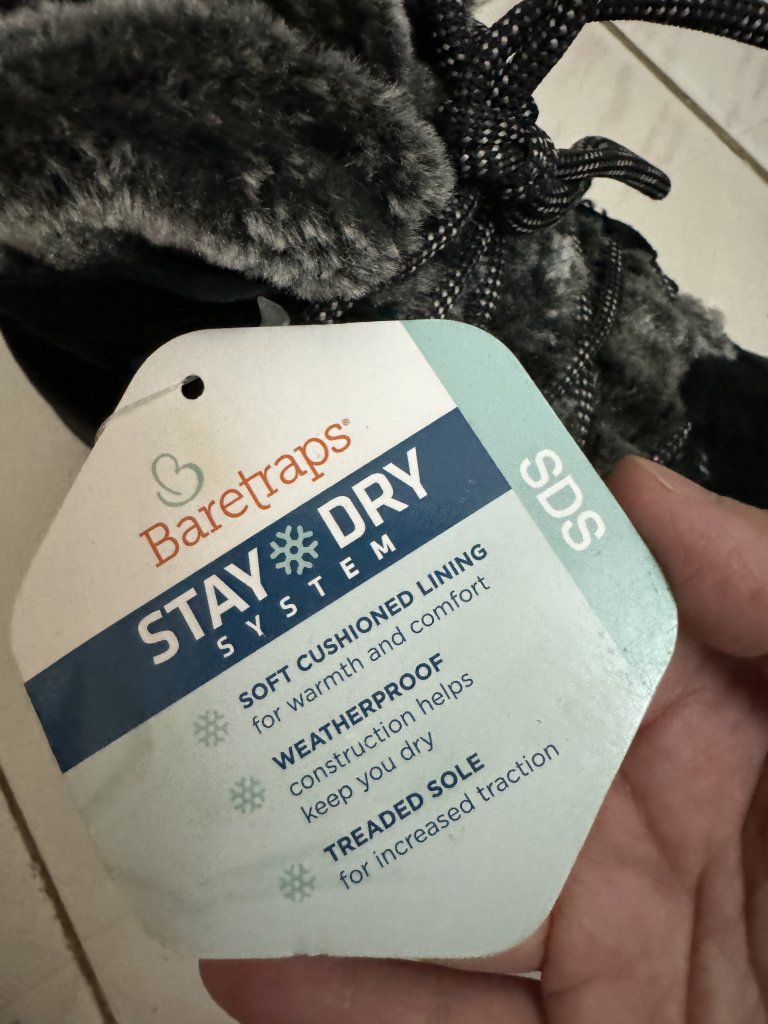 Baretraps®
STAY DRY
SYSTEM
SDS
SOFT CUSHIONED LINING
for warmth and comfort
WEATHERPROOF
construction helps
keep you dry
TREADED SOLE
for increased traction